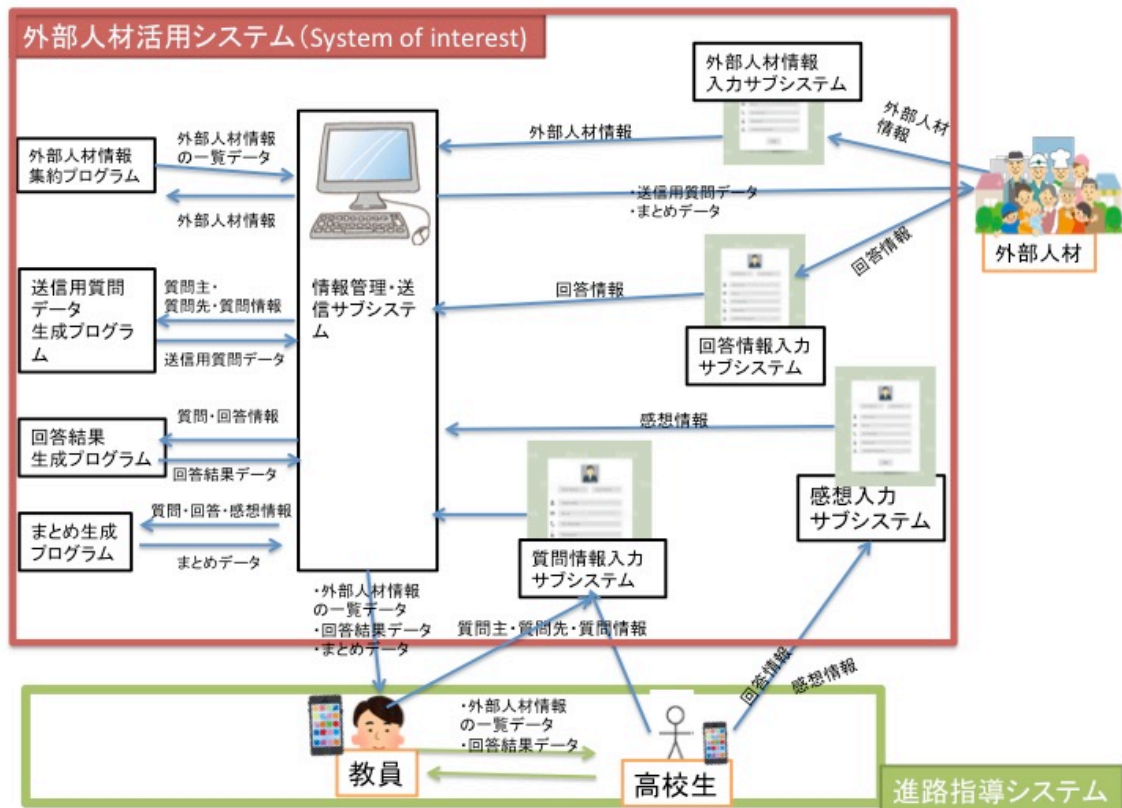 外部人材活用システム(System of interest)
外部人材情報
入力サブシステム
外部人材情報
の一覧データ
外部人材情報
集約プログラム
外部人材情報
外部人材情報
外部人材
情報
・送信用質問データ
・まとめデータ
外部人材
回答情報
送信用質問
データ
生成プログラ
ム
質問主・
質問先・質問情報
送信用質問データ
情報管理・送
信サブシステ
ム
回答情報
回答情報入力
サブシステム
回答結果
生成プログラム
質問・回答情報
回答結果データ
感想情報
感想入力
サブシステム
まとめ生成
プログラム
質問・回答・感想情報
まとめデータ
質問情報入力
サブシステム
・外部人材情報
の一覧データ
・回答結果データ
・まとめデータ
質問主・質問先・質問情報
回答情報
感想情報
・外部人材情報
の一覧データ
・回答結果データ
教員
高校生
進路指導システム